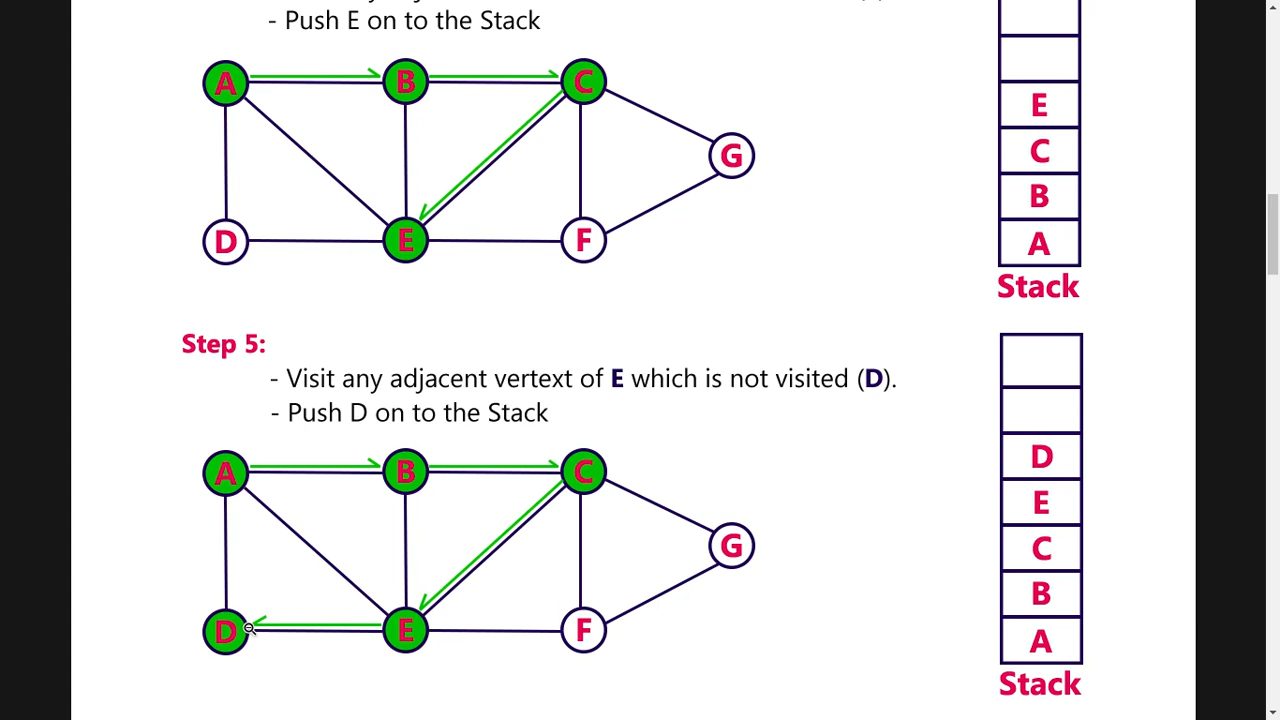 - Push E on to the Stack
A
B
C
G
D
E
F
E
C
B
A
Stack
Step 5:
- Visit any adjacent vertext of E which is not visited (D).
- Push D on to the Stack
A
B
C
G
D
E
F
D
E
C
B
A
Stack